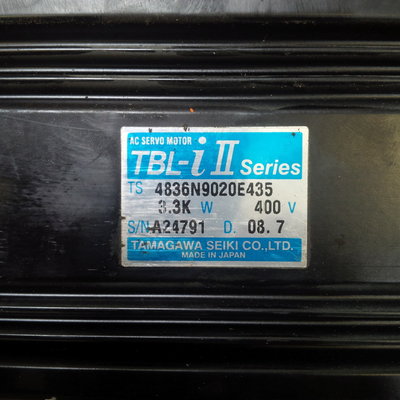 AC SERVO MOTOR
TBL-i II Series
TS 4836N9020E435
3.3K W 400 V
S/N A24791 D. 08.7
TAMAGAWA SEIKI CO.,LTD.
MADE IN JAPAN